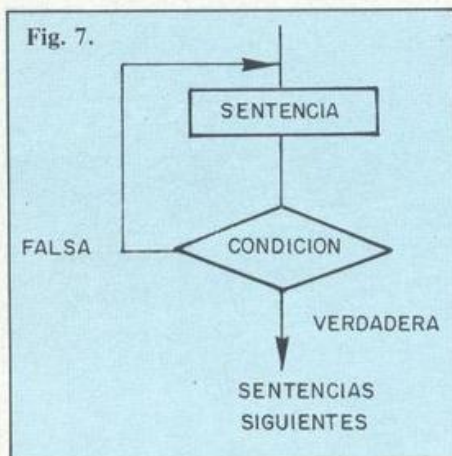 Fig. 7.
SENTENCIA
CONDICION
FALSA
VERDADERA
SENTENCIAS
SIGUIENTES